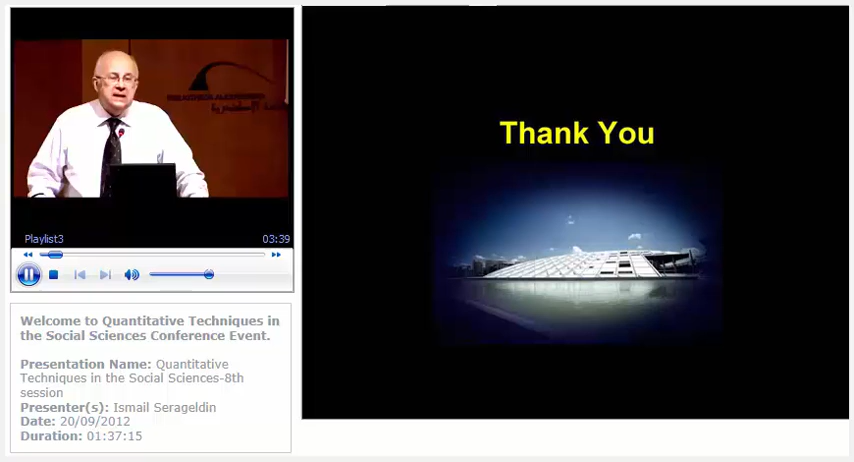 Playlist3
03:39
Welcome to Quantitative Techniques in
the Social Sciences Conference Event.
Presentation Name: Quantitative
Techniques in the Social Sciences-8th
session
Presenter(s): Ismail Serageldin
Date: 20/09/2012
Duration: 01:37:15
Thank You